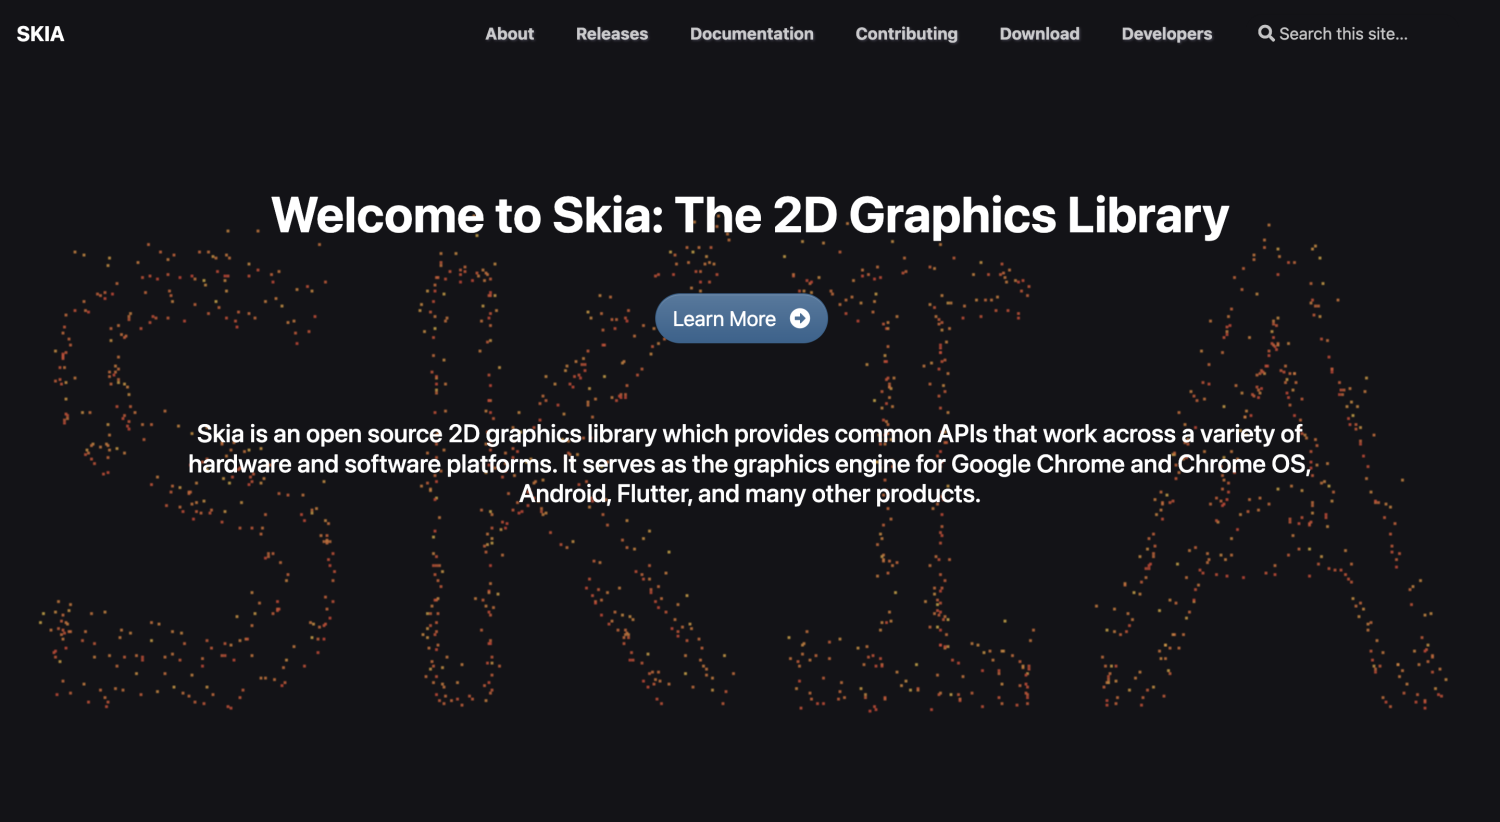 SKIA
About Releases Documentation Contributing Download Developers Search this site...
Welcome to Skia: The 2D Graphics Library
Learn More
Skia is an open source 2D graphics library which provides common APIs that work across a variety of
hardware and software platforms. It serves as the graphics engine for Google Chrome and Chrome OS,
Android, Flutter, and many other products.
SKIA